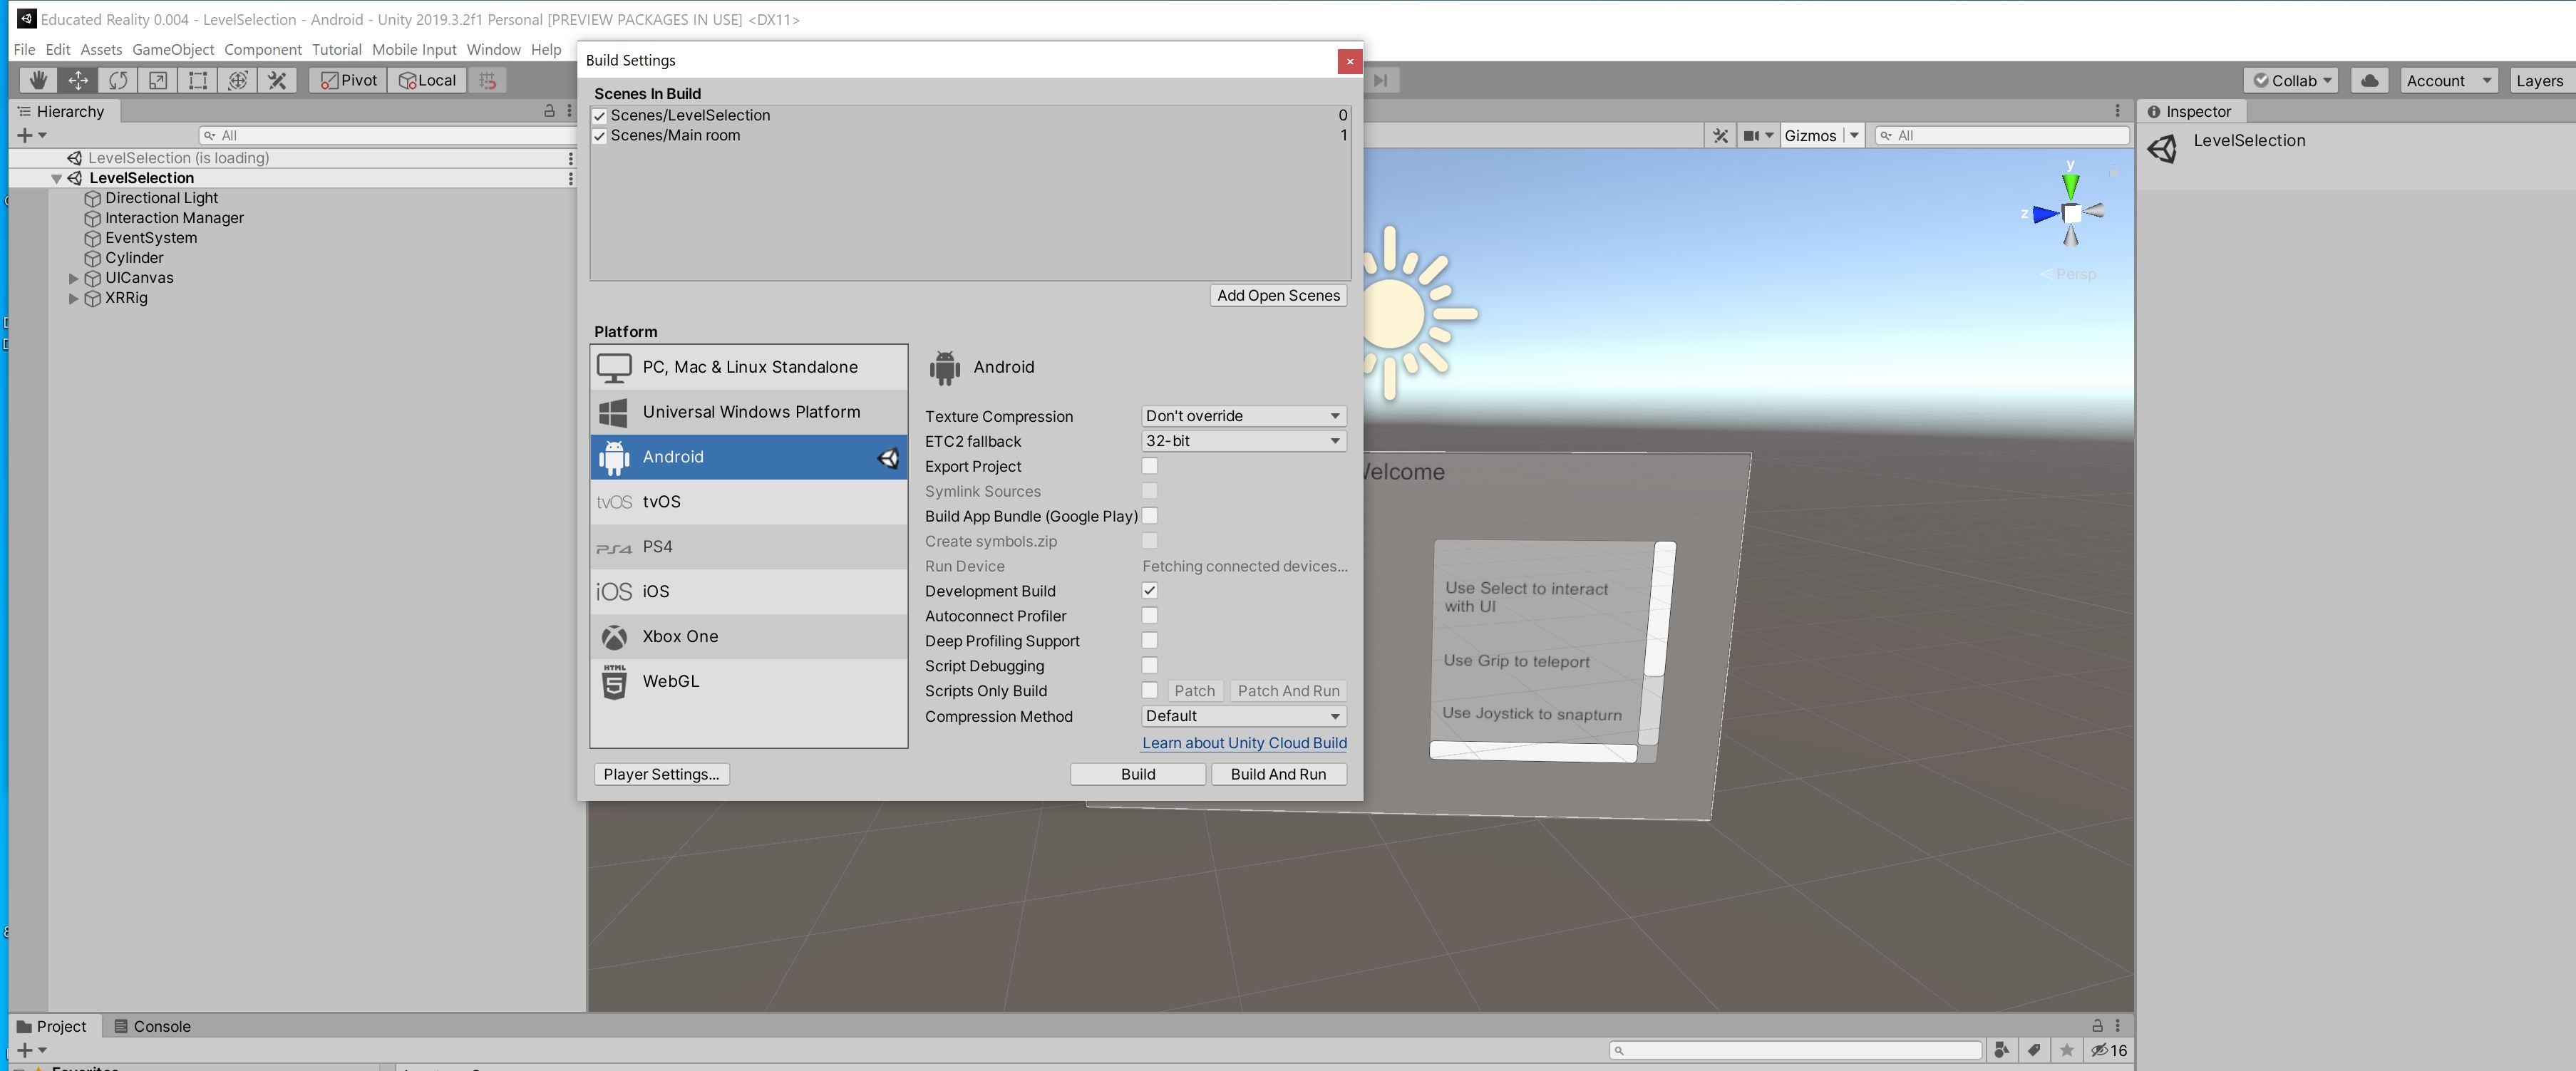 Educated Reality 0.004 - LevelSelection - Android - Unity 2019.3.2f1 Personal [PREVIEW PACKAGES IN USE] <DX11>
File Edit Assets GameObject Component Tutorial Mobile Input Window Help
Pivot Local Collab Account Layers
Hierarchy
All
LevelSelection (is loading)
LevelSelection
Directional Light
Interaction Manager
EventSystem
Cylinder
UICanvas
XRRig
Build Settings
Scenes In Build
Scenes/LevelSelection 0
Scenes/Main room 1
Add Open Scenes
Platform
PC, Mac & Linux Standalone
Universal Windows Platform
Android
tvOS tvOS
PS4 PS4
iOS iOS
Xbox One
HTML 5 WebGL
Android
Texture Compression Don't override
ETC2 fallback 32-bit
Export Project
Symlink Sources
Build App Bundle (Google Play)
Create symbols.zip
Run Device Fetching connected devices...
Development Build
Autoconnect Profiler
Deep Profiling Support
Script Debugging
Scripts Only Build Patch Patch And Run
Compression Method Default
Learn about Unity Cloud Build
Player Settings... Build Build And Run
Gizmos All
y
z
Persp
Welcome
Use Select to interact
with UI
Use Grip to teleport
Use Joystick to snapturn
Inspector
LevelSelection
Project Console
16